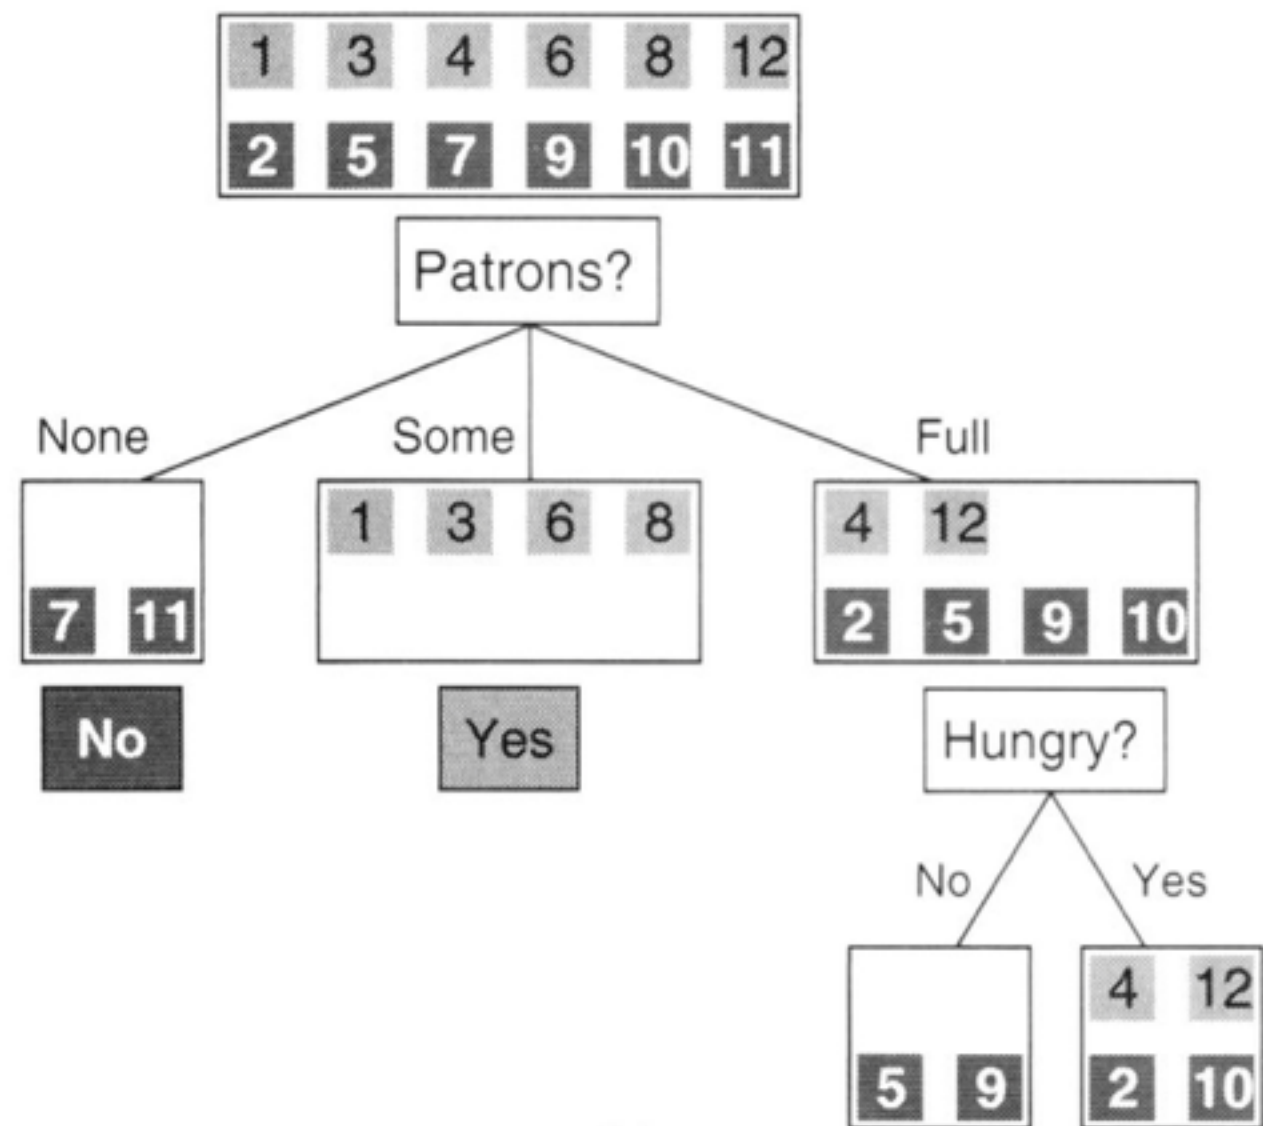 1 3 4 6 8 12
2 5 7 9 10 11
Patrons?
None Some Full
1 3 6 8 4 12
7 11 2 5 9 10
No Yes Hungry?
No Yes
4 12
5 9 2 10